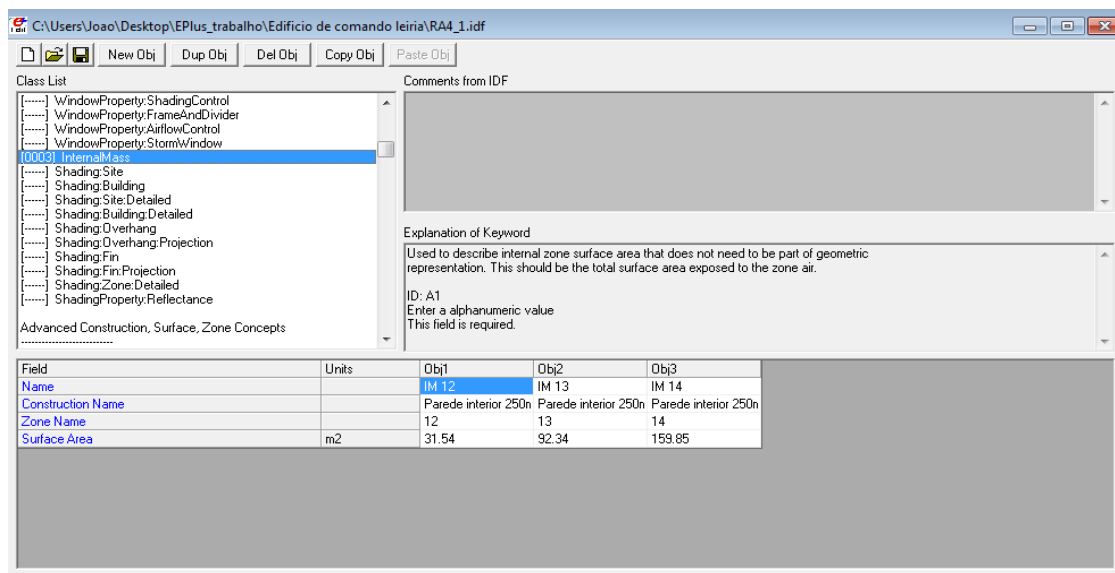 C:\Users\Joao\Desktop\EPlus_trabalho\Edificio de comando leiria\RA4_1.idf
New Obj Dup Obj Del Obj Copy Obj Paste Obj
Class List
[------] WindowProperty:ShadingControl
[------] WindowProperty:FrameAndDivider
[------] WindowProperty:AirflowControl
[------] WindowProperty:StormWindow
[0003] InternalMass
[------] Shading:Site
[------] Shading:Building
[------] Shading:Site:Detailed
[------] Shading:Building:Detailed
[------] Shading:Overhang
[------] Shading:Overhang:Projection
[------] Shading:Fin
[------] Shading:Fin:Projection
[------] Shading:Zone:Detailed
[------] ShadingProperty:Reflectance
Advanced Construction, Surface, Zone Concepts
--------------------------
Comments from IDF
Explanation of Keyword
Used to describe internal zone surface area that does not need to be part of geometric
representation. This should be the total surface area exposed to the zone air.
ID: A1
Enter a alphanumeric value
This field is required.
Field Units Obj1 Obj2 Obj3
Name IM 12 IM 13 IM 14
Construction Name Parede interior 250n Parede interior 250n Parede interior 250n
Zone Name 12 13 14
Surface Area m2 31.54 92.34 159.85